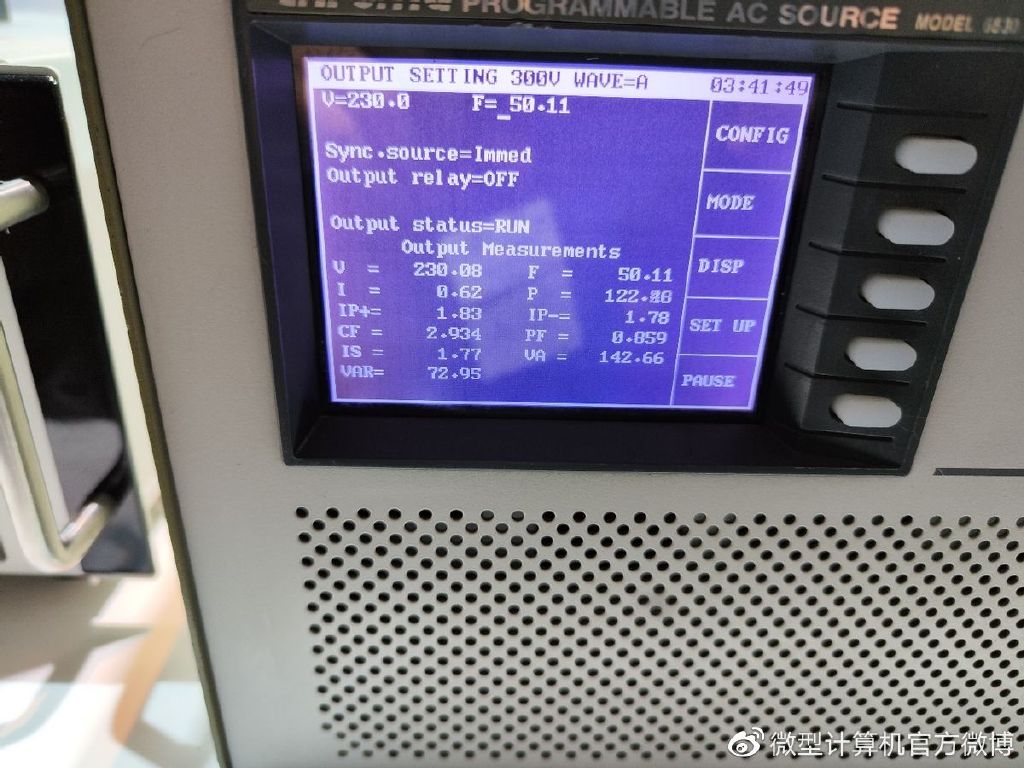 PROGRAMMABLE AC SOURCE MODEL
OUTPUT SETTING 300V WAVE=A 03:41:49
V=230.0 F=_50.11
CONFIG
Sync.source=Immed
Output relay=OFF
MODE
Output status=RUN
Output Measurements
DISP
V = 230.08 F = 50.11
I = 0.62 P =
IP+= 1.83 IP-= 1.78
SET UP
CF = 2.934 PF = 0.859
IS = 1.77 VA = 142.66
VAR= 72.95
PAUSE
微型计算机官方微博